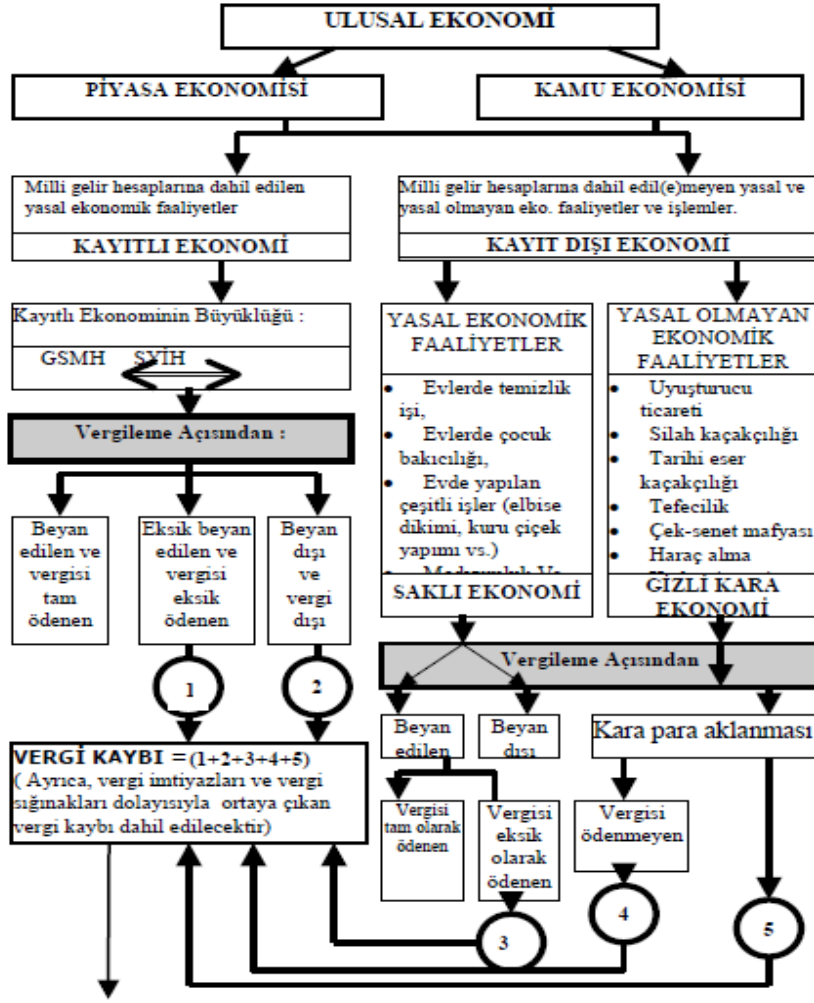 ULUSAL EKONOMİ
PİYASA EKONOMİSİ
KAMU EKONOMİSİ
Milli gelir hesaplarına dahil edilen
yasal ekonomik faaliyetler
KAYITLI EKONOMİ
Milli gelir hesaplarına dahil edil(e)meyen yasal ve
yasal olmayan eko. faaliyetler ve işlemler.
KAYIT DIŞI EKONOMİ
Kayıtlı Ekonominin Büyüklüğü :
GSMH SYİH
YASAL EKONOMİK
FAALİYETLER
• Evlerde temizlik
işi,
• Evlerde çocuk
bakıcılığı,
• Evde yapılan
çeşitli işler (elbise
dikimi, kuru çiçek
yapımı vs.)
SAKLI EKONOMİ
YASAL OLMAYAN
EKONOMİK
FAALİYETLER
• Uyuşturucu
ticareti
• Silah kaçakçılığı
• Tarihi eser
kaçakçılığı
• Tefecilik
• Çek-senet mafyası
• Haraç alma
GİZLİ KARA
EKONOMİ
Vergileme Açısından :
Beyan
edilen ve
vergisi
tam
ödenen
Eksik beyan
edilen ve
vergisi
eksik
ödenen
Beyan
dışı
ve
vergi
dışı
1
2
Vergileme Açısından
Beyan
edilen
Beyan
dısı
Kara para aklanması
VERGİ KAYBI = (1+2+3+4+5)
( Ayrıca, vergi imtiyazları ve vergi
sığınakları dolayısıyla ortaya çıkan
vergi kaybı dahil edilecektir)
Vergisi
tam olarak
ödenen
Vergisi
eksik
olarak
ödenen
Vergisi
ödenmeyen
3
4
5